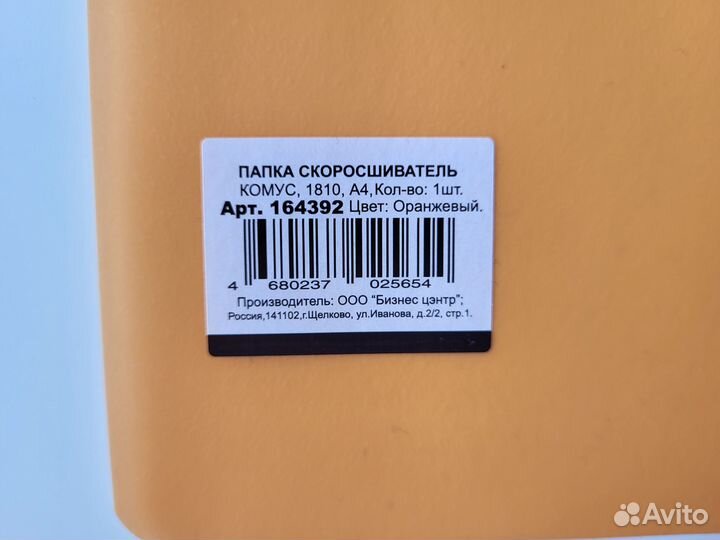 ПАПКА СКОРОСШИВАТЕЛЬ
КОМУС, 1810, А4,Кол-во: 1шт.
Арт. 164392 Цвет: Оранжевый.
4 680237 025654
Производитель: ООО "Бизнес цэнтр";
Россия,141102,г.Щелково, ул.Иванова, д.2/2, стр.1.
Avito